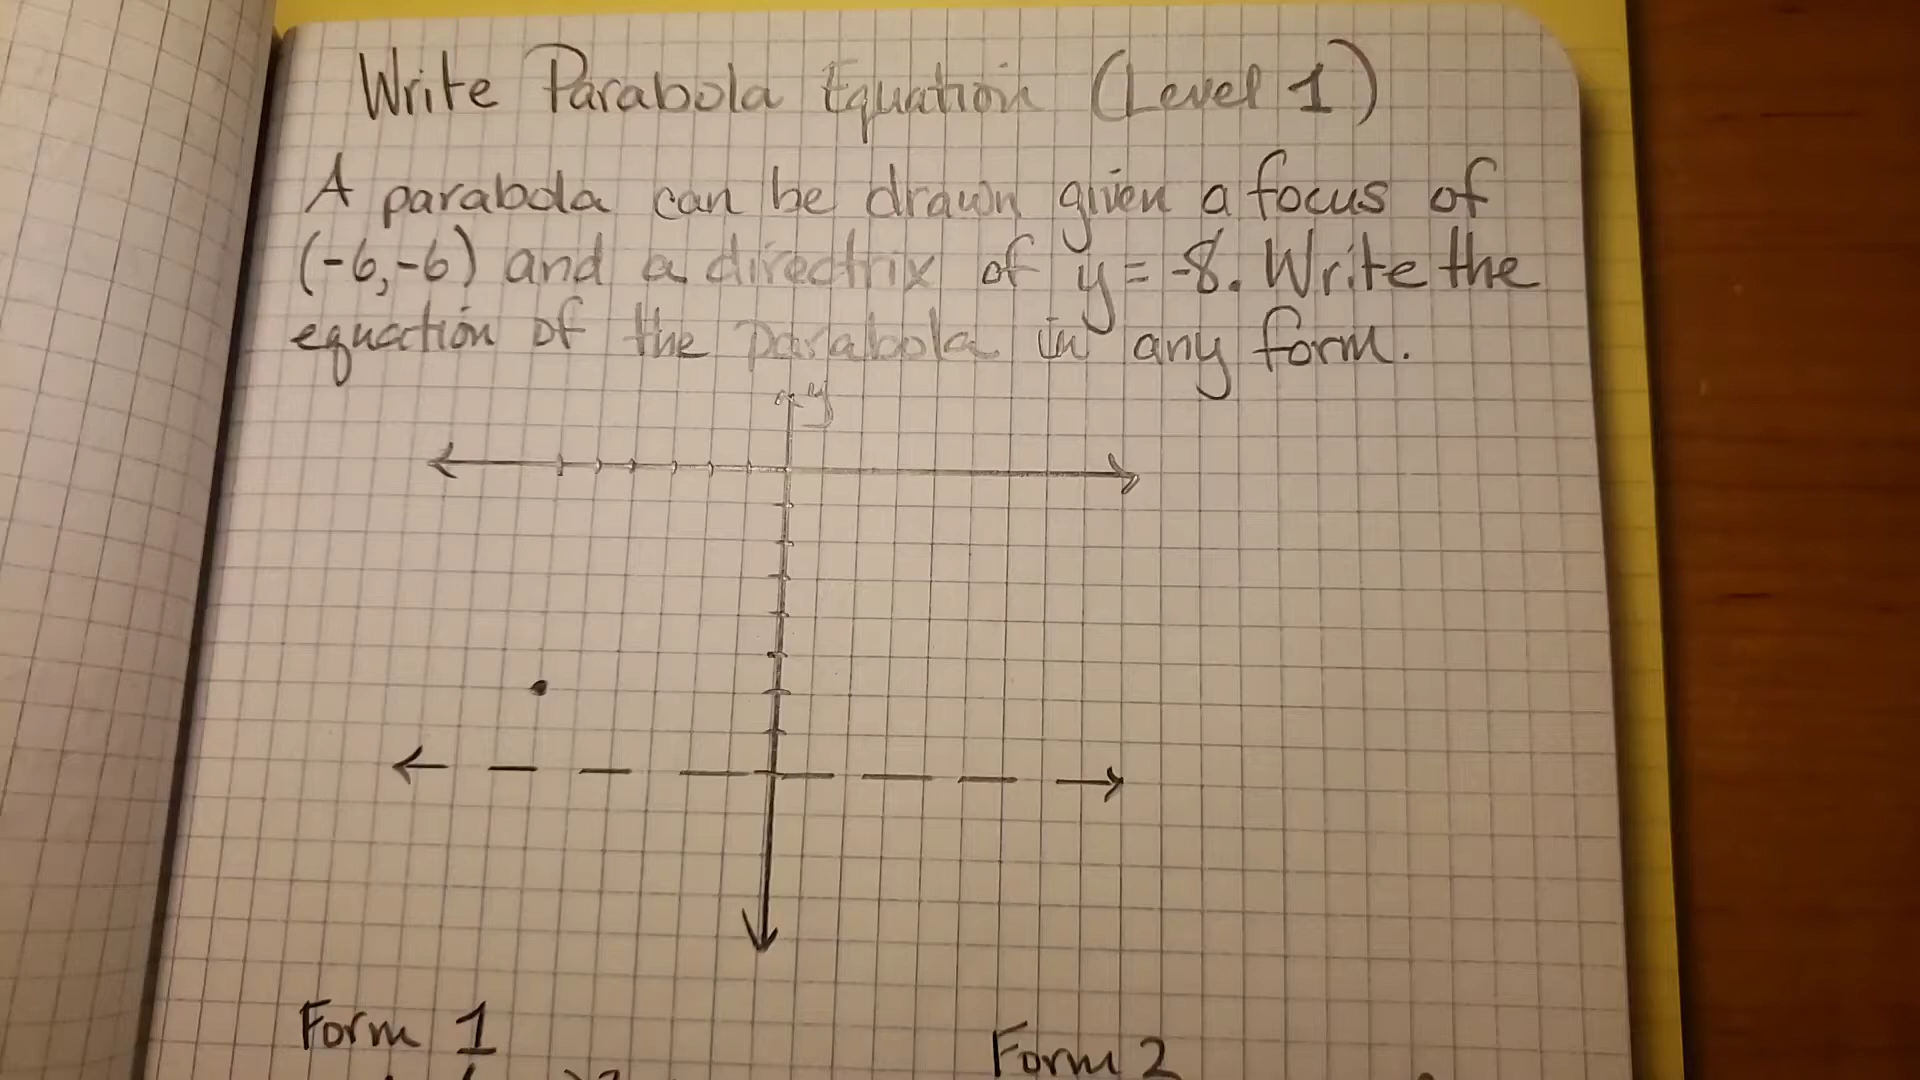 Write Parabola Equation (Level 1)
A parabola can be drawn given a focus of
(-6,-6) and a directrix of y = -8. Write the
equation of the parabola in any form.
y
Form 1
Form 2